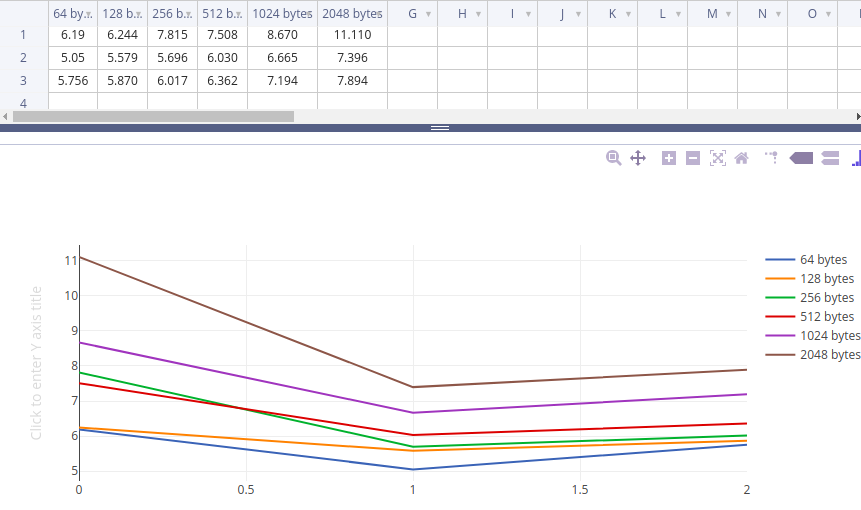 64 by... 128 b... 256 b... 512 b... 1024 bytes 2048 bytes G H I J K L M N O
1 6.19 6.244 7.815 7.508 8.670 11.110
2 5.05 5.579 5.696 6.030 6.665 7.396
3 5.756 5.870 6.017 6.362 7.194 7.894
4
Click to enter Y axis title
11
10
9
8
7
6
5
0 0.5 1 1.5 2
64 bytes
128 bytes
256 bytes
512 bytes
1024 bytes
2048 bytes